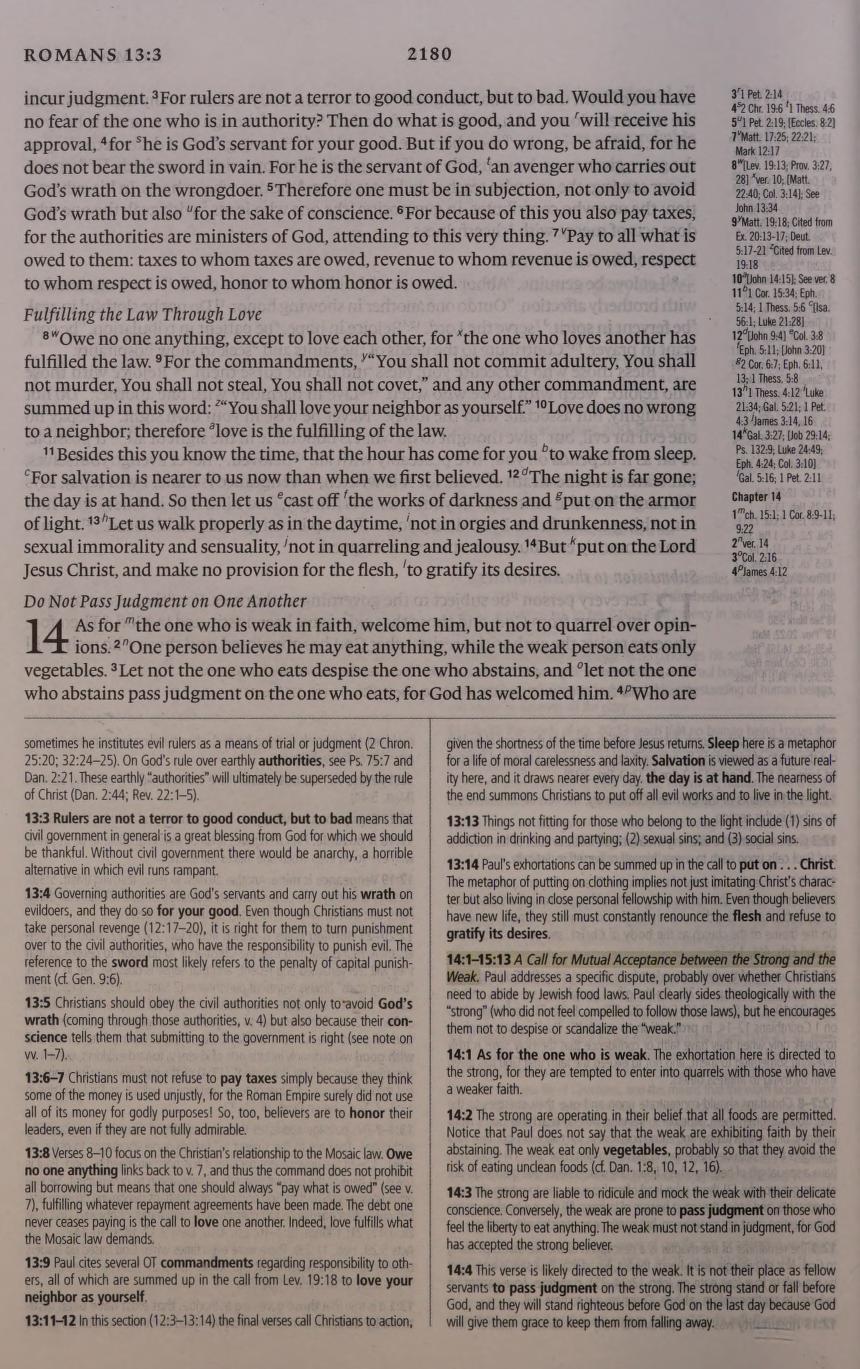 ROMANS 13:3
2180
incur judgment. ³For rulers are not a terror to good conduct, but to bad. Would you have
no fear of the one who is in authority? Then do what is good, and you ʳwill receive his
approval, ⁴for ˢhe is God's servant for your good. But if you do wrong, be afraid, for he
does not bear the sword in vain. For he is the servant of God, ᵗan avenger who carries out
God's wrath on the wrongdoer. ⁵Therefore one must be in subjection, not only to avoid
God's wrath but also ᵘfor the sake of conscience. ⁶For because of this you also pay taxes,
for the authorities are ministers of God, attending to this very thing. ⁷ᵛPay to all what is
owed to them: taxes to whom taxes are owed, revenue to whom revenue is owed, respect
to whom respect is owed, honor to whom honor is owed.
Fulfilling the Law Through Love
⁸ʷOwe no one anything, except to love each other, for ˣthe one who loves another has
fulfilled the law. ⁹For the commandments, ʸ“You shall not commit adultery, You shall
not murder, You shall not steal, You shall not covet,” and any other commandment, are
summed up in this word: ᶻ“You shall love your neighbor as yourself.” ¹⁰Love does no wrong
to a neighbor; therefore ᵃlove is the fulfilling of the law.
¹¹Besides this you know the time, that the hour has come for you ᵇto wake from sleep.
ᶜFor salvation is nearer to us now than when we first believed. ¹²ᵈThe night is far gone;
the day is at hand. So then let us ᵉcast off ᶠthe works of darkness and ᵍput on the armor
of light. ¹³ʰLet us walk properly as in the daytime, ⁱnot in orgies and drunkenness, not in
sexual immorality and sensuality, ʲnot in quarreling and jealousy. ¹⁴But ᵏput on the Lord
Jesus Christ, and make no provision for the flesh, ˡto gratify its desires.
Do Not Pass Judgment on One Another
14 As for ᵐthe one who is weak in faith, welcome him, but not to quarrel over opin-
ions. ²ⁿOne person believes he may eat anything, while the weak person eats only
vegetables. ³Let not the one who eats despise the one who abstains, and ᵒlet not the one
who abstains pass judgment on the one who eats, for God has welcomed him. ⁴ᵖWho are
3ʳ1 Pet. 2:14
4ˢ2 Chr. 19:6 ᵗ1 Thess. 4:6
5ᵘ1 Pet. 2:19; [Eccles. 8:2]
7ᵛMatt. 17:25; 22:21;
Mark 12:17
8ʷ[Lev. 19:13; Prov. 3:27,
28] ˣver. 10; [Matt.
22:40; Col. 3:14]; See
John 13:34
9ʸMatt. 19:18; Cited from
Ex. 20:13-17; Deut.
5:17-21 ᶻCited from Lev.
19:18
10ᵃ[John 14:15]; See ver. 8
11ᵇ1 Cor. 15:34; Eph.
5:14; 1 Thess. 5:6 ᶜ[Isa.
56:1; Luke 21:28]
12ᵈ[John 9:4] ᵉCol. 3:8
ᶠEph. 5:11; [John 3:20]
ᵍ2 Cor. 6:7; Eph. 6:11,
13; 1 Thess. 5:8
13ʰ1 Thess. 4:12 ⁱLuke
21:34; Gal. 5:21; 1 Pet.
4:3 ʲJames 3:14, 16
14ᵏGal. 3:27; [Job 29:14;
Ps. 132:9; Luke 24:49;
Eph. 4:24; Col. 3:10]
ˡGal. 5:16; 1 Pet. 2:11
Chapter 14
1ᵐch. 15:1; 1 Cor. 8:9-11;
9:22
2ⁿver. 14
3ᵒCol. 2:16
4ᵖJames 4:12
sometimes he institutes evil rulers as a means of trial or judgment (2 Chron.
25:20; 32:24–25). On God's rule over earthly authorities, see Ps. 75:7 and
Dan. 2:21. These earthly “authorities” will ultimately be superseded by the rule
of Christ (Dan. 2:44; Rev. 22:1–5).
13:3 Rulers are not a terror to good conduct, but to bad means that
civil government in general is a great blessing from God for which we should
be thankful. Without civil government there would be anarchy, a horrible
alternative in which evil runs rampant.
13:4 Governing authorities are God's servants and carry out his wrath on
evildoers, and they do so for your good. Even though Christians must not
take personal revenge (12:17–20), it is right for them to turn punishment
over to the civil authorities, who have the responsibility to punish evil. The
reference to the sword most likely refers to the penalty of capital punish-
ment (cf. Gen. 9:6).
13:5 Christians should obey the civil authorities not only to avoid God's
wrath (coming through those authorities, v. 4) but also because their con-
science tells them that submitting to the government is right (see note on
vv. 1–7).
13:6–7 Christians must not refuse to pay taxes simply because they think
some of the money is used unjustly, for the Roman Empire surely did not use
all of its money for godly purposes! So, too, believers are to honor their
leaders, even if they are not fully admirable.
13:8 Verses 8–10 focus on the Christian's relationship to the Mosaic law. Owe
no one anything links back to v. 7, and thus the command does not prohibit
all borrowing but means that one should always “pay what is owed” (see v.
7), fulfilling whatever repayment agreements have been made. The debt one
never ceases paying is the call to love one another. Indeed, love fulfills what
the Mosaic law demands.
13:9 Paul cites several OT commandments regarding responsibility to oth-
ers, all of which are summed up in the call from Lev. 19:18 to love your
neighbor as yourself.
13:11–12 In this section (12:3–13:14) the final verses call Christians to action,
given the shortness of the time before Jesus returns. Sleep here is a metaphor
for a life of moral carelessness and laxity. Salvation is viewed as a future real-
ity here, and it draws nearer every day. the day is at hand. The nearness of
the end summons Christians to put off all evil works and to live in the light.
13:13 Things not fitting for those who belong to the light include (1) sins of
addiction in drinking and partying; (2) sexual sins; and (3) social sins.
13:14 Paul's exhortations can be summed up in the call to put on . . . Christ.
The metaphor of putting on clothing implies not just imitating Christ's charac-
ter but also living in close personal fellowship with him. Even though believers
have new life, they still must constantly renounce the flesh and refuse to
gratify its desires.
14:1–15:13 A Call for Mutual Acceptance between the Strong and the
Weak. Paul addresses a specific dispute, probably over whether Christians
need to abide by Jewish food laws. Paul clearly sides theologically with the
“strong” (who did not feel compelled to follow those laws), but he encourages
them not to despise or scandalize the “weak.”
14:1 As for the one who is weak. The exhortation here is directed to
the strong, for they are tempted to enter into quarrels with those who have
a weaker faith.
14:2 The strong are operating in their belief that all foods are permitted.
Notice that Paul does not say that the weak are exhibiting faith by their
abstaining. The weak eat only vegetables, probably so that they avoid the
risk of eating unclean foods (cf. Dan. 1:8, 10, 12, 16).
14:3 The strong are liable to ridicule and mock the weak with their delicate
conscience. Conversely, the weak are prone to pass judgment on those who
feel the liberty to eat anything. The weak must not stand in judgment, for God
has accepted the strong believer.
14:4 This verse is likely directed to the weak. It is not their place as fellow
servants to pass judgment on the strong. The strong stand or fall before
God, and they will stand righteous before God on the last day because God
will give them grace to keep them from falling away.